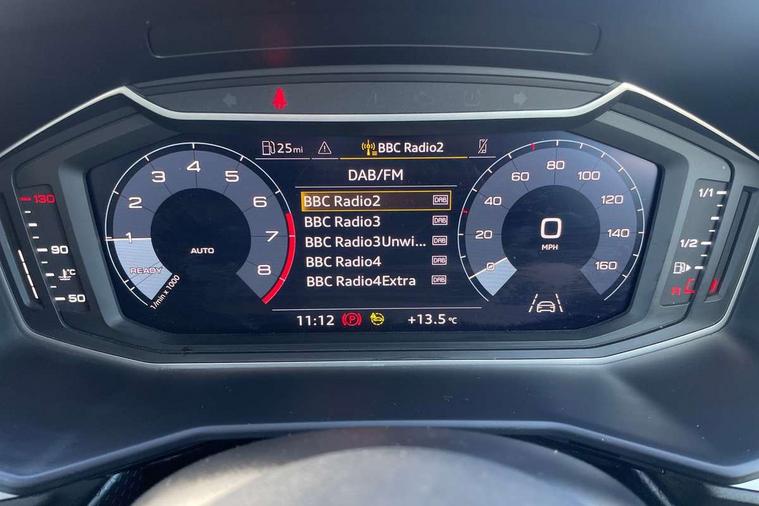 25mi
BBC Radio2
DAB/FM
BBC Radio2 DAB
BBC Radio3 DAB
BBC Radio3Unwi... DAB
BBC Radio4 DAB
BBC Radio4Extra DAB
11:12 (P) +13.5 °C
1 2 3 4 5 6 7 8
AUTO
READY
1/min x 1000
0 20 40 60 80 100 120 140 160
0
MPH
130
90
°C
50
1/1
1/2
R